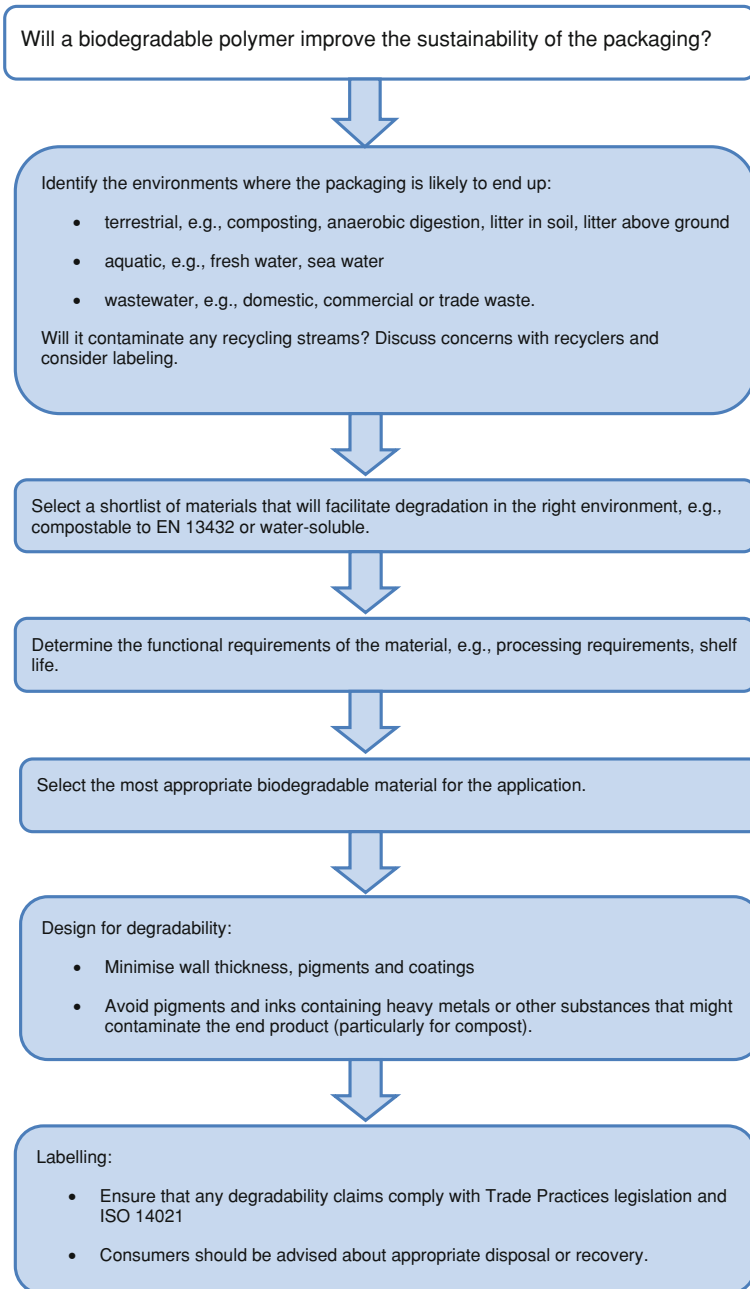 Will a biodegradable polymer improve the sustainability of the packaging?
Identify the environments where the packaging is likely to end up:
• terrestrial, e.g., composting, anaerobic digestion, litter in soil, litter above ground
• aquatic, e.g., fresh water, sea water
• wastewater, e.g., domestic, commercial or trade waste.
Will it contaminate any recycling streams? Discuss concerns with recyclers and
consider labeling.
Select a shortlist of materials that will facilitate degradation in the right environment, e.g.,
compostable to EN 13432 or water-soluble.
Determine the functional requirements of the material, e.g., processing requirements, shelf
life.
Select the most appropriate biodegradable material for the application.
Design for degradability:
• Minimise wall thickness, pigments and coatings
• Avoid pigments and inks containing heavy metals or other substances that might
contaminate the end product (particularly for compost).
Labelling:
• Ensure that any degradability claims comply with Trade Practices legislation and
ISO 14021
• Consumers should be advised about appropriate disposal or recovery.